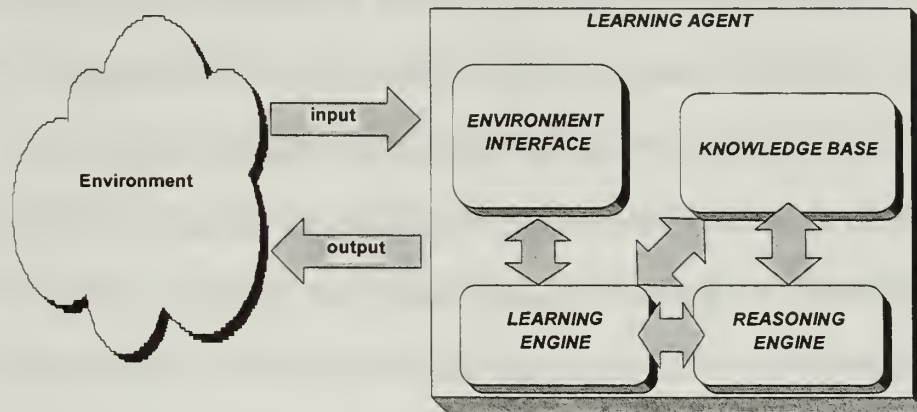 LEARNING AGENT
input
ENVIRONMENT
INTERFACE
KNOWLEDGE BASE
Environment
output
LEARNING
ENGINE
REASONING
ENGINE